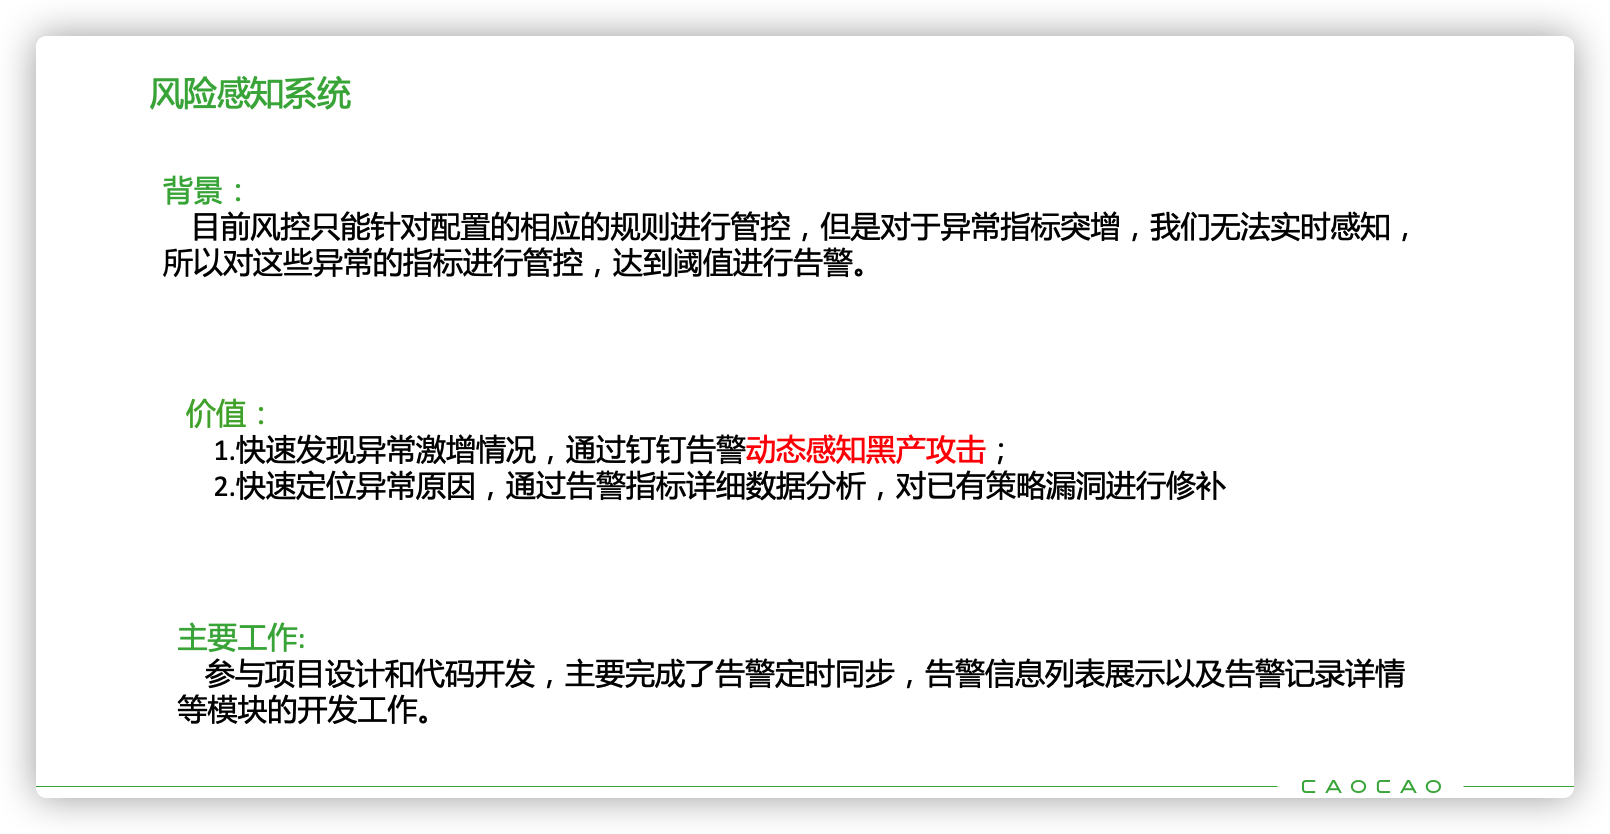 风险感知系统
背景：
目前风控只能针对配置的相应的规则进行管控，但是对于异常指标突增，我们无法实时感知，
所以对这些异常的指标进行管控，达到阈值进行告警。
价值：
1.快速发现异常激增情况，通过钉钉告警动态感知黑产攻击；
2.快速定位异常原因，通过告警指标详细数据分析，对已有策略漏洞进行修补
主要工作:
参与项目设计和代码开发，主要完成了告警定时同步，告警信息列表展示以及告警记录详情
等模块的开发工作。
CAOCAO